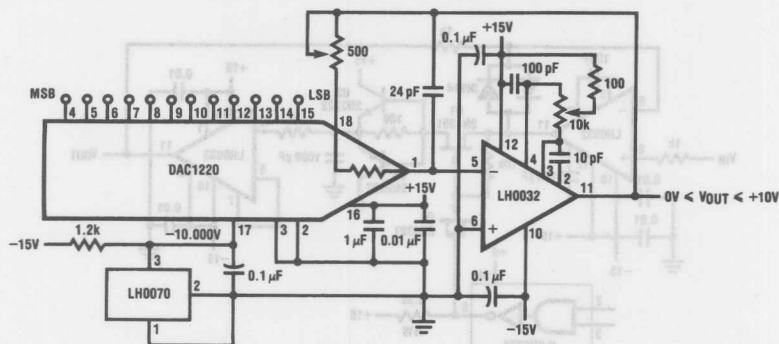 +15V
0.1 µF
500
100 pF
100
24 pF
10k
MSB
LSB
4 5 6 7 8 9 10 11 12 13 14 15
18
12
4
3
10 pF
2
DAC1220
1
5
−
LH0032
11
0V < VOUT < +10V
+15V
16
6
+
1.2k
−10.000V
17
3
2
1 µF
0.01 µF
10
−15V
3
0.1 µF
0.1 µF
LH0070
2
−15V
1